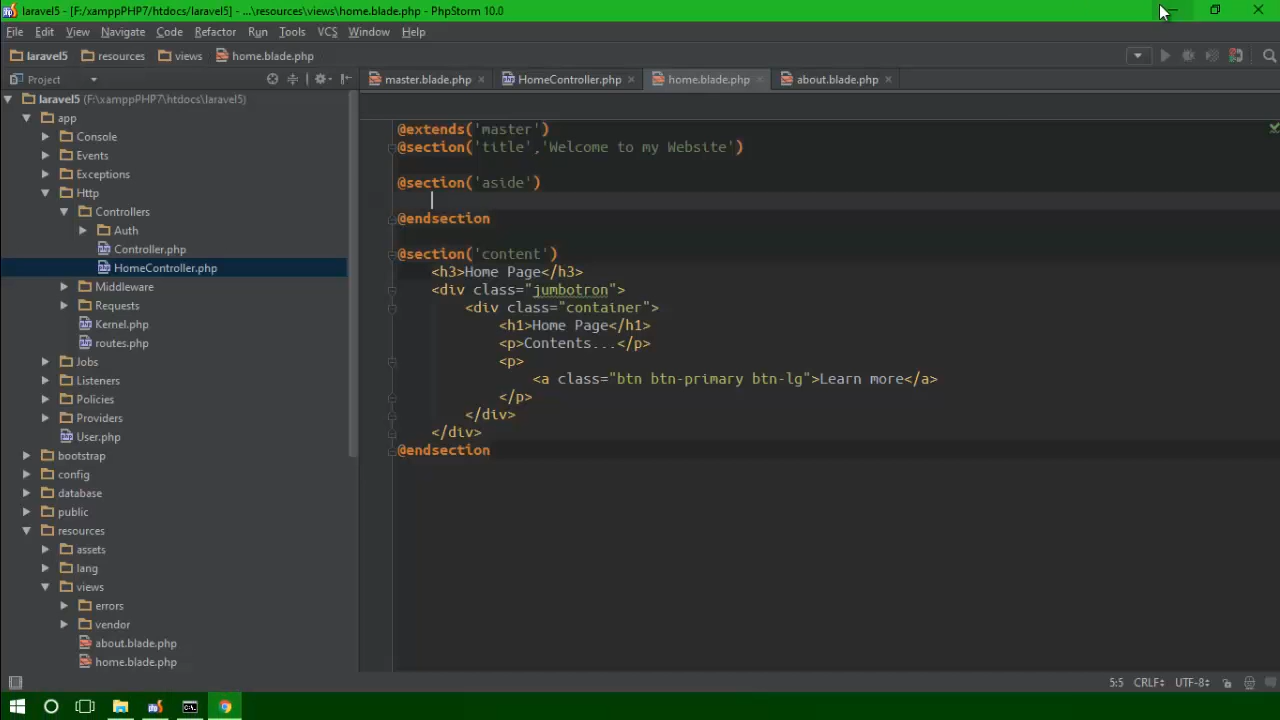 laravel5 - [F:\xamppPHP7\htdocs\laravel5] - ...\resources\views\home.blade.php - PhpStorm 10.0
File Edit View Navigate Code Refactor Run Tools VCS Window Help
laravel5 resources views home.blade.php
Project
master.blade.php HomeController.php home.blade.php about.blade.php
laravel5 (F:\xamppPHP7\htdocs\laravel5)
app
Console
Events
Exceptions
Http
Controllers
Auth
Controller.php
HomeController.php
Middleware
Requests
Kernel.php
routes.php
Jobs
Listeners
Policies
Providers
User.php
bootstrap
config
database
public
resources
assets
lang
views
errors
vendor
about.blade.php
home.blade.php
@extends('master')
@section('title','Welcome to my Website')
@section('aside')
@endsection
@section('content')
<h3>Home Page</h3>
<div class="jumbotron">
<div class="container">
<h1>Home Page</h1>
<p>Contents...</p>
<p>
<a class="btn btn-primary btn-lg">Learn more</a>
</p>
</div>
</div>
@endsection
5:5 CRLF UTF-8